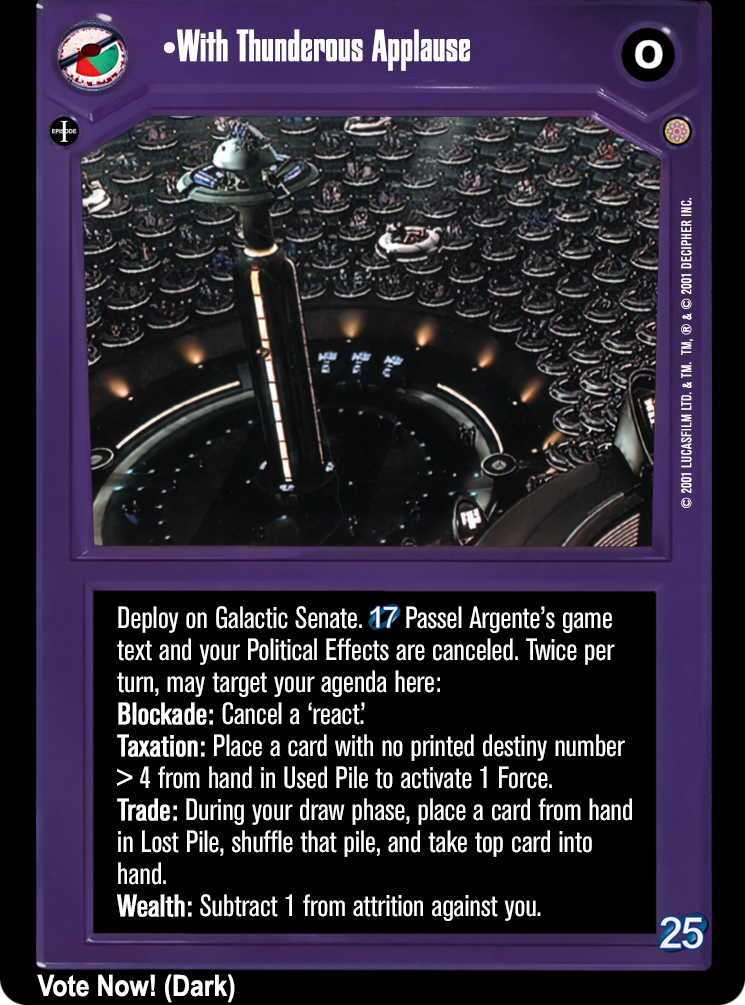 •With Thunderous Applause
0
EPISODE
I
© 2001 LUCASFILM LTD. & TM. TM, ® & © 2001 DECIPHER INC.
Deploy on Galactic Senate. 17 Passel Argente's game
text and your Political Effects are canceled. Twice per
turn, may target your agenda here:
Blockade: Cancel a 'react.'
Taxation: Place a card with no printed destiny number
> 4 from hand in Used Pile to activate 1 Force.
Trade: During your draw phase, place a card from hand
in Lost Pile, shuffle that pile, and take top card into
hand.
Wealth: Subtract 1 from attrition against you.
25
Vote Now! (Dark)